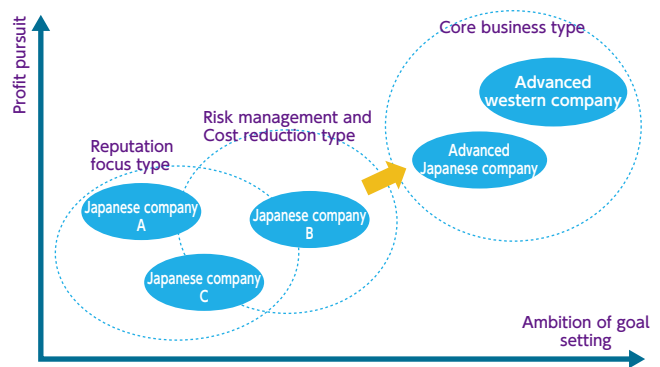 Profit pursuit
Core business type
Advanced
western company
Risk management and
Cost reduction type
Advanced
Japanese company
Reputation
focus type
Japanese company
A
Japanese company
B
Japanese company
C
Ambition of goal
setting